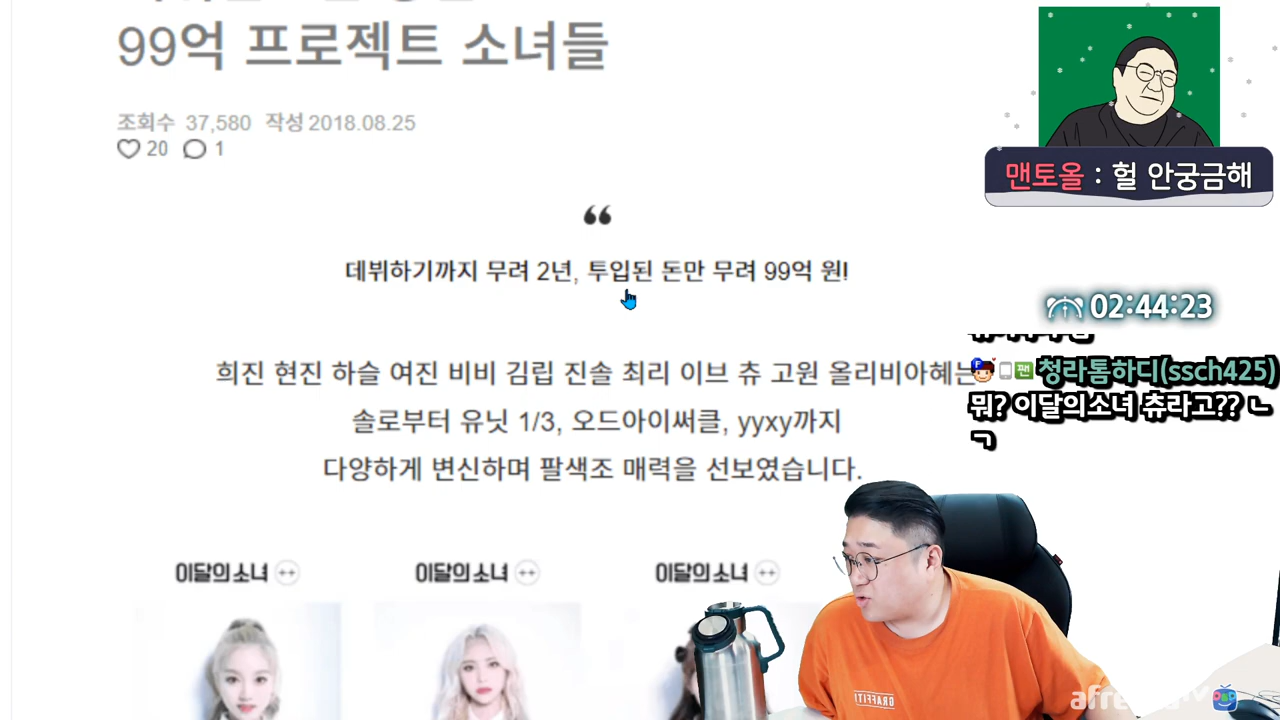 99억 프로젝트 소녀들
조회수 37,580 작성 2018.08.25
20 1
맨토올 : 헐 안궁금해
“
데뷔하기까지 무려 2년, 투입된 돈만 무려 99억 원!
02:44:23
희진 현진 하슬 여진 비비 김립 진솔 최리 이브 츄 고원 올리비아혜는
청라톰하디(ssch425)
뭐? 이달의소녀 츄라고?? ㄴ
ㄱ
솔로부터 유닛 1/3, 오드아이써클, yyxy까지
다양하게 변신하며 팔색조 매력을 선보였습니다.
이달의소녀 이달의소녀 이달의소녀
GRAFFITI